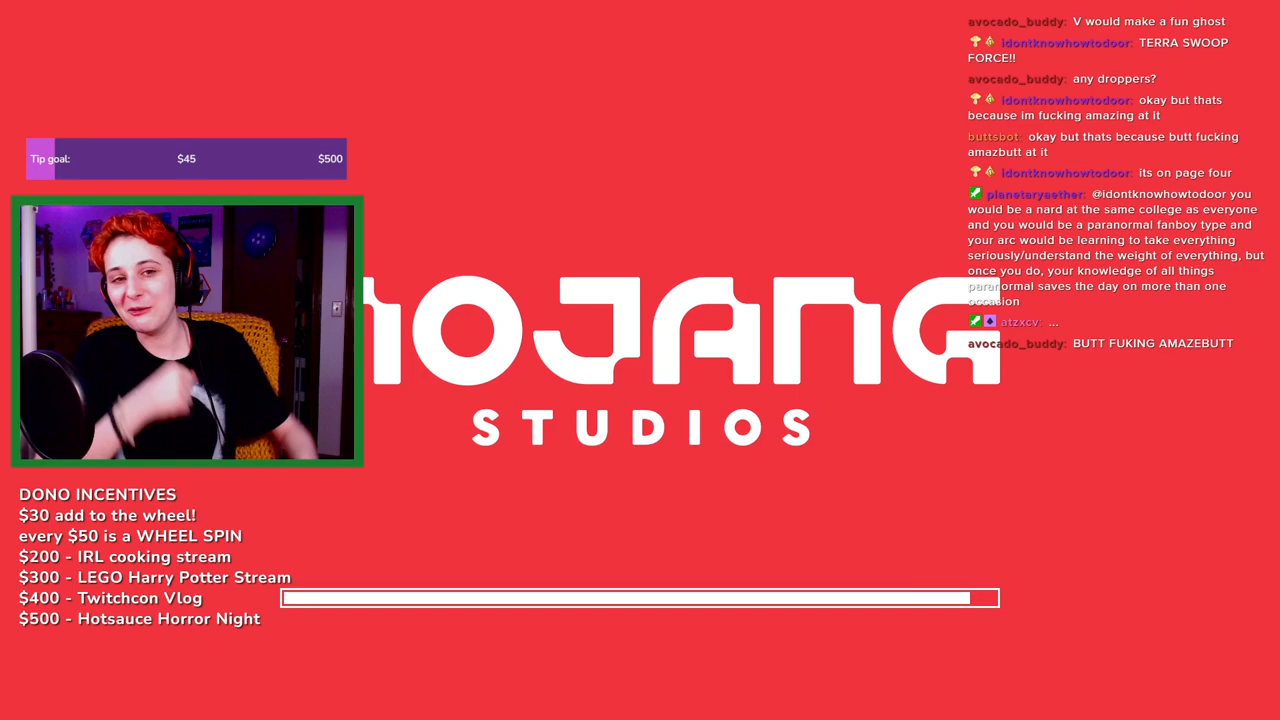 avocado_buddy: V would make a fun ghost
idontknowhowtodoor: TERRA SWOOP
FORCE!!
avocado_buddy: any droppers?
idontknowhowtodoor: okay but thats
because im fucking amazing at it
buttsbot: okay but thats because butt fucking
amazbutt at it
idontknowhowtodoor: its on page four
planetaryaether: @idontknowhowtodoor you
would be a nard at the same college as everyone
and you would be a paranormal fanboy type and
your arc would be learning to take everything
seriously/understand the weight of everything, but
once you do, your knowledge of all things
paranormal saves the day on more than one
occasion
atzxcv: ...
avocado_buddy: BUTT FUKING AMAZEBUTT
Tip goal: $45 $500
MOJANG
STUDIOS
DONO INCENTIVES
$30 add to the wheel!
every $50 is a WHEEL SPIN
$200 - IRL cooking stream
$300 - LEGO Harry Potter Stream
$400 - Twitchcon Vlog
$500 - Hotsauce Horror Night